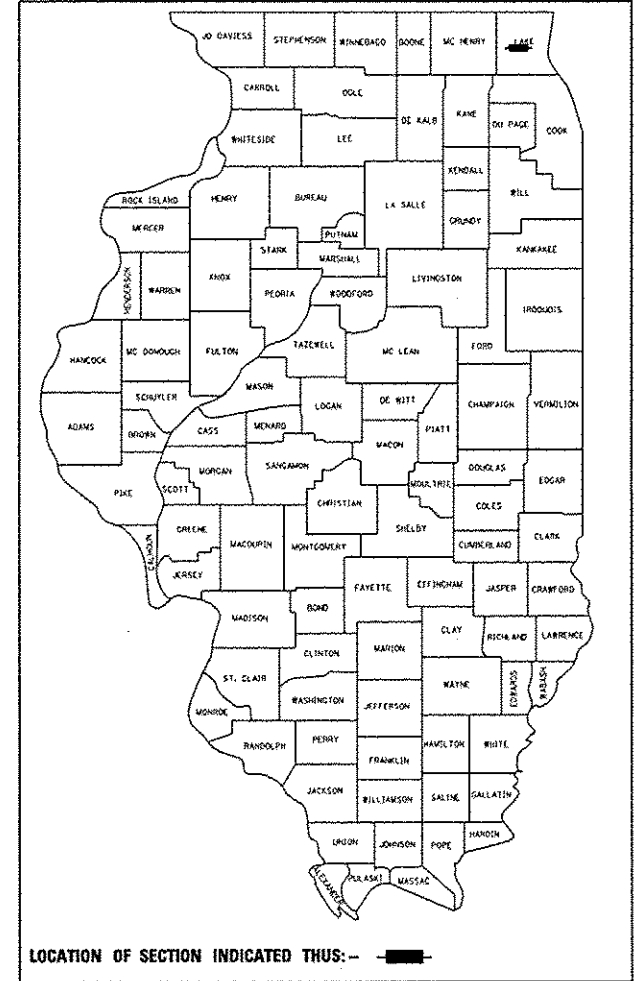 JO DAVIESS STEPHENSON WINNEBAGO BOONE MC HENRY LAKE
CARROLL OGLE DE KALB KANE DU PAGE COOK
WHITESIDE LEE KENDALL WILL
ROCK ISLAND HENRY BUREAU LA SALLE GRUNDY
MERCER PUTNAM KANKAKEE
HENDERSON WARREN KNOX STARK MARSHALL LIVINGSTON
PEORIA WOODFORD IROQUOIS
HANCOCK MC DONOUGH FULTON TAZEWELL MC LEAN FORD
MASON
SCHUYLER LOGAN DE WITT CHAMPAIGN VERMILION
ADAMS BROWN CASS MENARD MACON PIATT
MORGAN SANGAMON DOUGLAS
PIKE SCOTT CHRISTIAN MOULTRIE COLES EDGAR
GREENE MACOUPIN SHELBY
CALHOUN MONTGOMERY CUMBERLAND CLARK
JERSEY FAYETTE EFFINGHAM JASPER CRAWFORD
MADISON BOND
CLAY RICHLAND LAWRENCE
CLINTON MARION
ST. CLAIR WAYNE EDWARDS WABASH
WASHINGTON JEFFERSON
MONROE
RANDOLPH PERRY HAMILTON WHITE
FRANKLIN
JACKSON WILLIAMSON SALINE GALLATIN
UNION JOHNSON POPE HARDIN
ALEXANDER PULASKI MASSAC
LOCATION OF SECTION INDICATED THUS:-